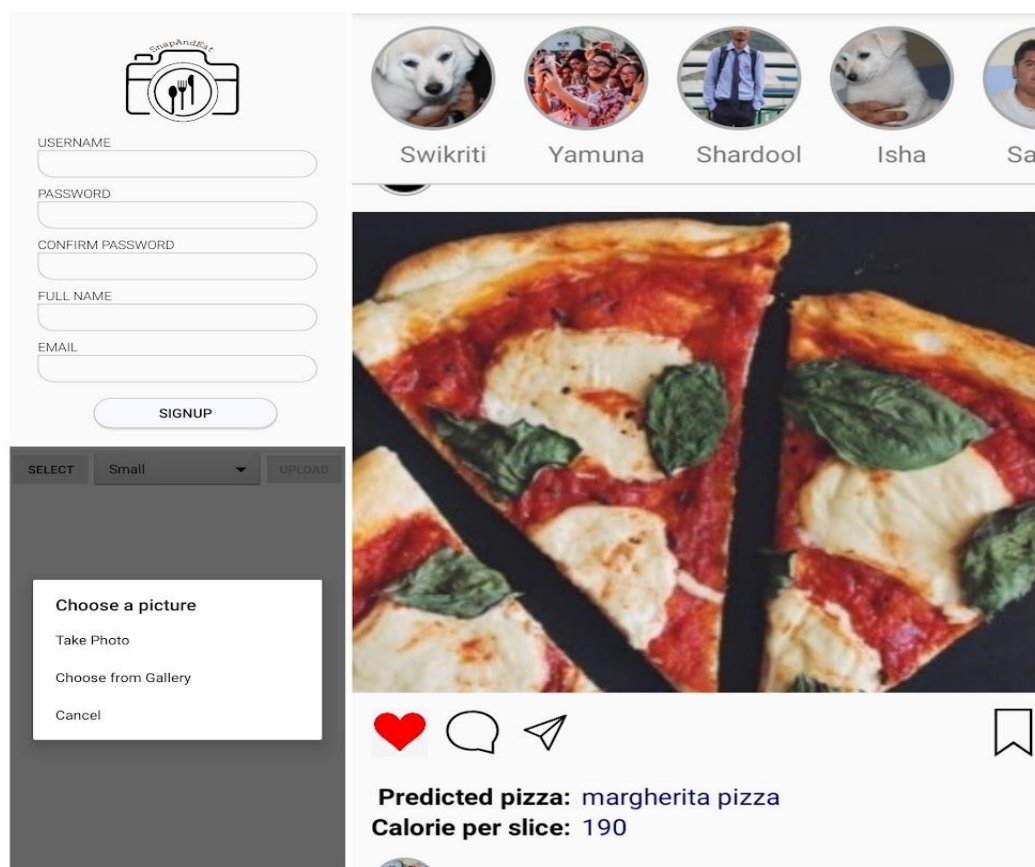 SnapAndEat
USERNAME
PASSWORD
CONFIRM PASSWORD
FULL NAME
EMAIL
SIGNUP
SELECT Small UPLOAD
Choose a picture
Take Photo
Choose from Gallery
Cancel
Swikriti Yamuna Shardool Isha Sa
Predicted pizza: margherita pizza
Calorie per slice: 190